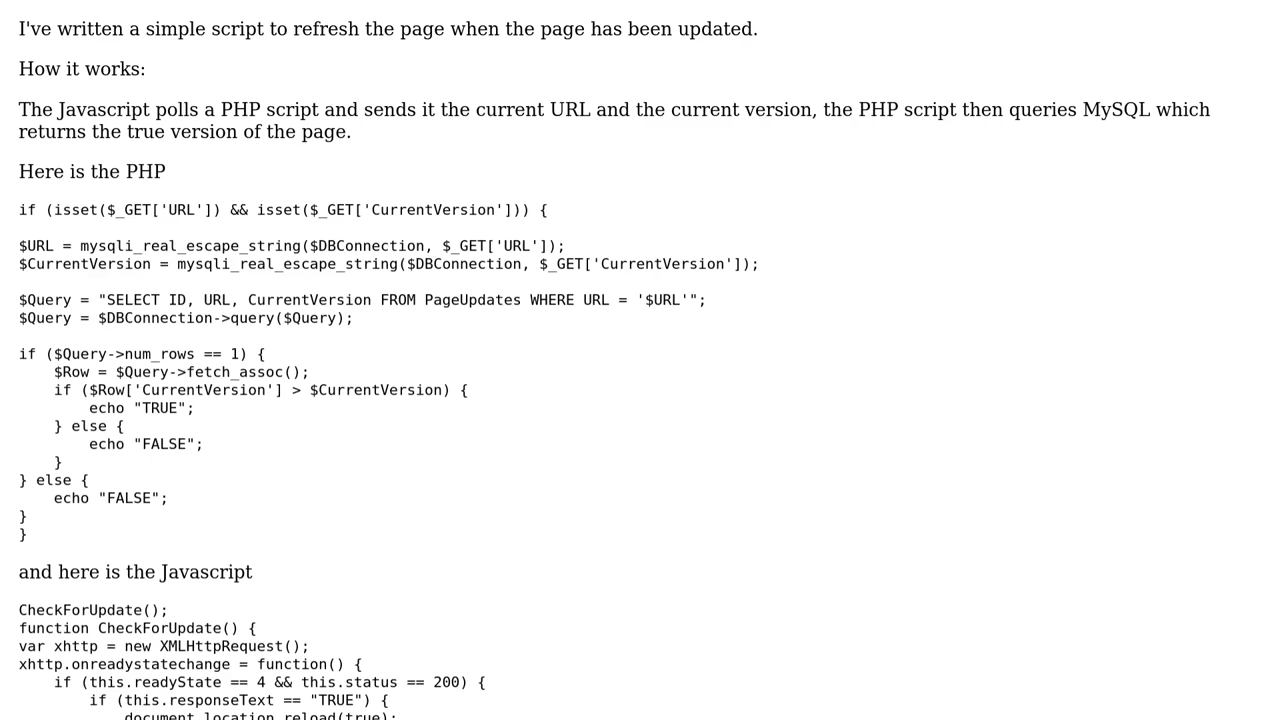 I've written a simple script to refresh the page when the page has been updated.
How it works:
The Javascript polls a PHP script and sends it the current URL and the current version, the PHP script then queries MySQL which
returns the true version of the page.
Here is the PHP
if (isset($_GET['URL']) && isset($_GET['CurrentVersion'])) {
$URL = mysqli_real_escape_string($DBConnection, $_GET['URL']);
$CurrentVersion = mysqli_real_escape_string($DBConnection, $_GET['CurrentVersion']);
$Query = "SELECT ID, URL, CurrentVersion FROM PageUpdates WHERE URL = '$URL'";
$Query = $DBConnection->query($Query);
if ($Query->num_rows == 1) {
    $Row = $Query->fetch_assoc();
    if ($Row['CurrentVersion'] > $CurrentVersion) {
        echo "TRUE";
    } else {
        echo "FALSE";
    }
} else {
    echo "FALSE";
}
}
and here is the Javascript
CheckForUpdate();
function CheckForUpdate() {
var xhttp = new XMLHttpRequest();
xhttp.onreadystatechange = function() {
    if (this.readyState == 4 && this.status == 200) {
        if (this.responseText == "TRUE") {
            document.location.reload(true);